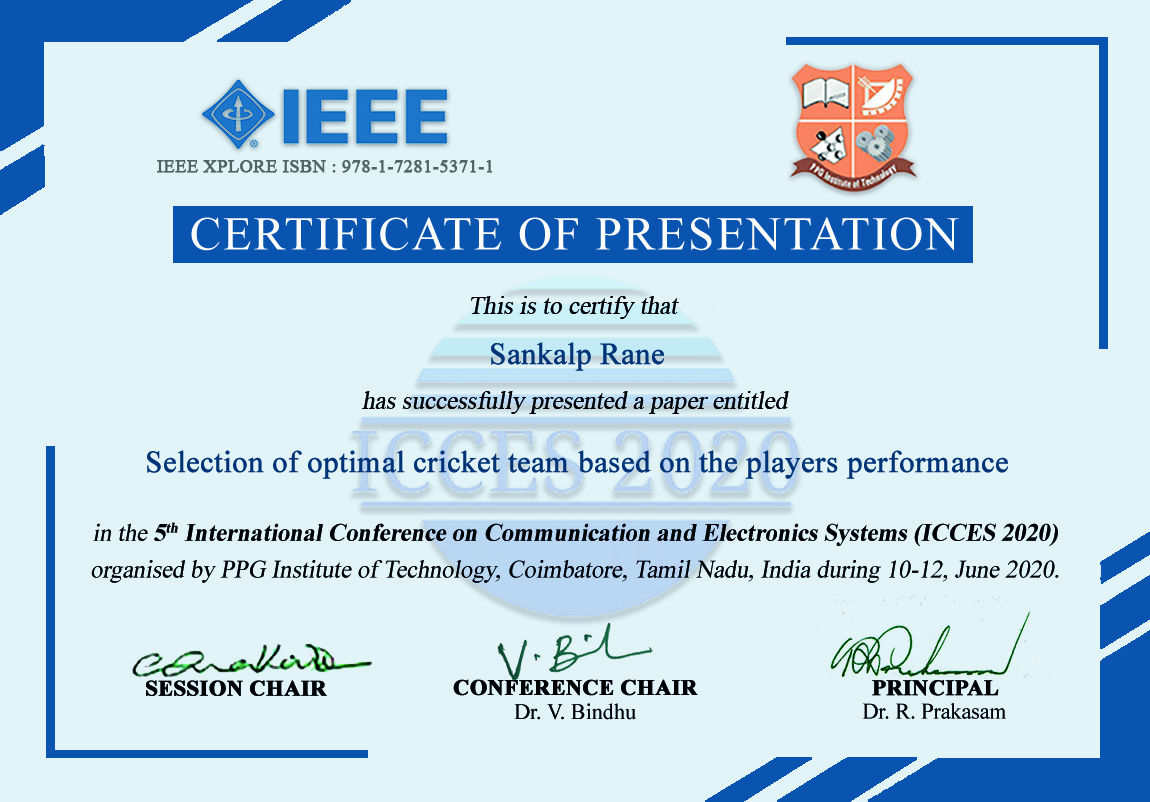 IEEE
IEEE XPLORE ISBN : 978-1-7281-5371-1
PPG Institute of Technology
CERTIFICATE OF PRESENTATION
This is to certify that
Sankalp Rane
has successfully presented a paper entitled
ICCES 2020
Selection of optimal cricket team based on the players performance
in the 5th International Conference on Communication and Electronics Systems (ICCES 2020)
organised by PPG Institute of Technology, Coimbatore, Tamil Nadu, India during 10-12, June 2020.
V. Bi
SESSION CHAIR
CONFERENCE CHAIR
PRINCIPAL
Dr. V. Bindhu
Dr. R. Prakasam